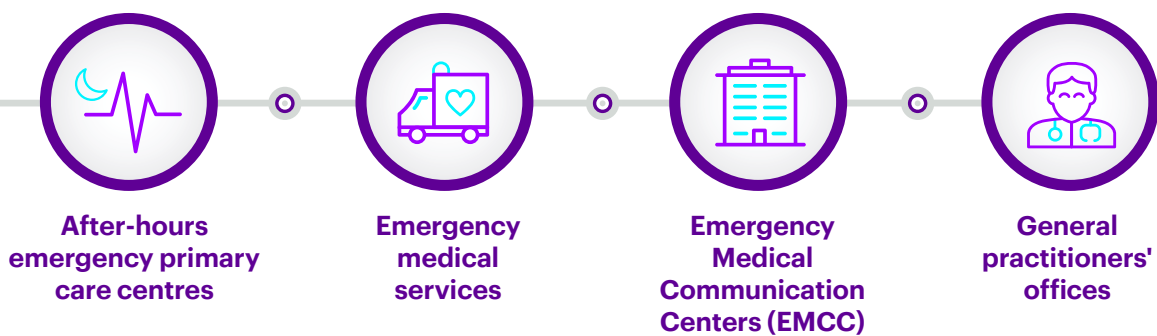 After-hours
emergency primary
care centres
Emergency
medical
services
Emergency
Medical
Communication
Centers (EMCC)
General
practitioners'
offices